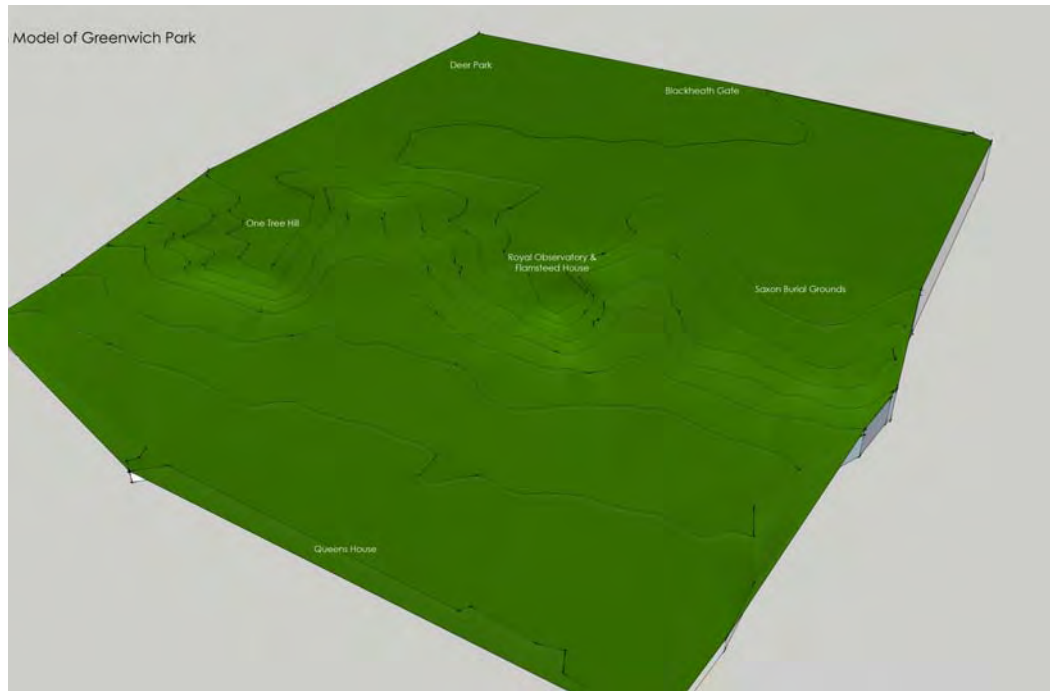 Model of Greenwich Park
Deer Park
Blackheath Gate
One Tree Hill
Royal Observatory &
Flamsteed House
Saxon Burial Grounds
Queens House